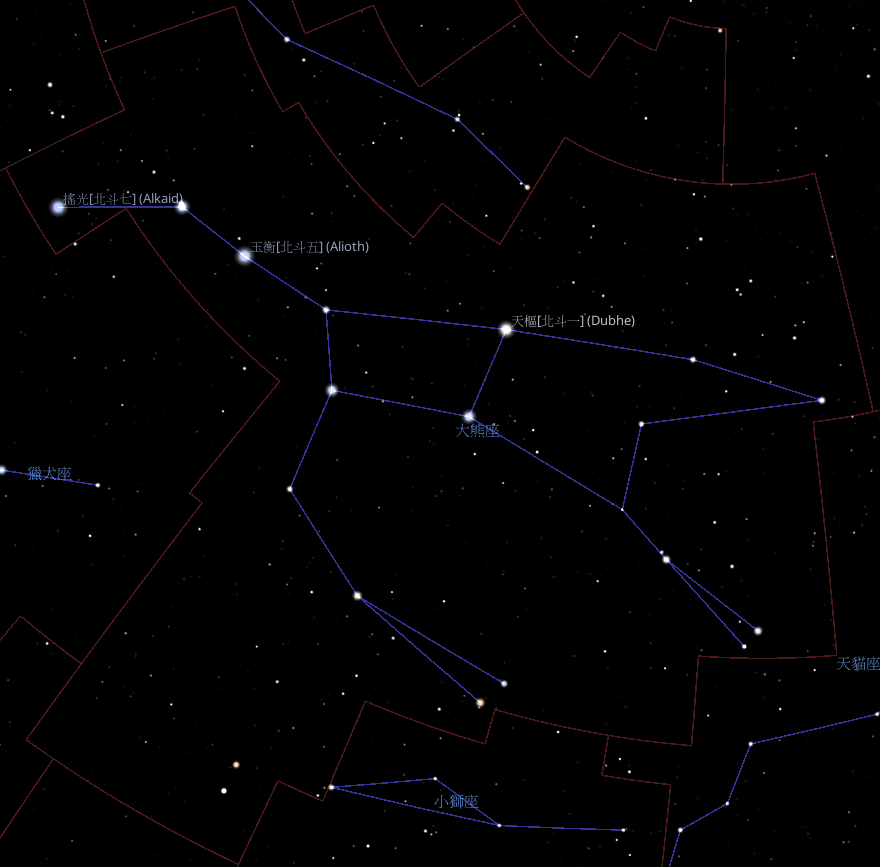 搖光[北斗七] (Alkaid)
玉衡[北斗五] (Alioth)
天樞[北斗一] (Dubhe)
大熊座
獵犬座
天貓座
小獅座